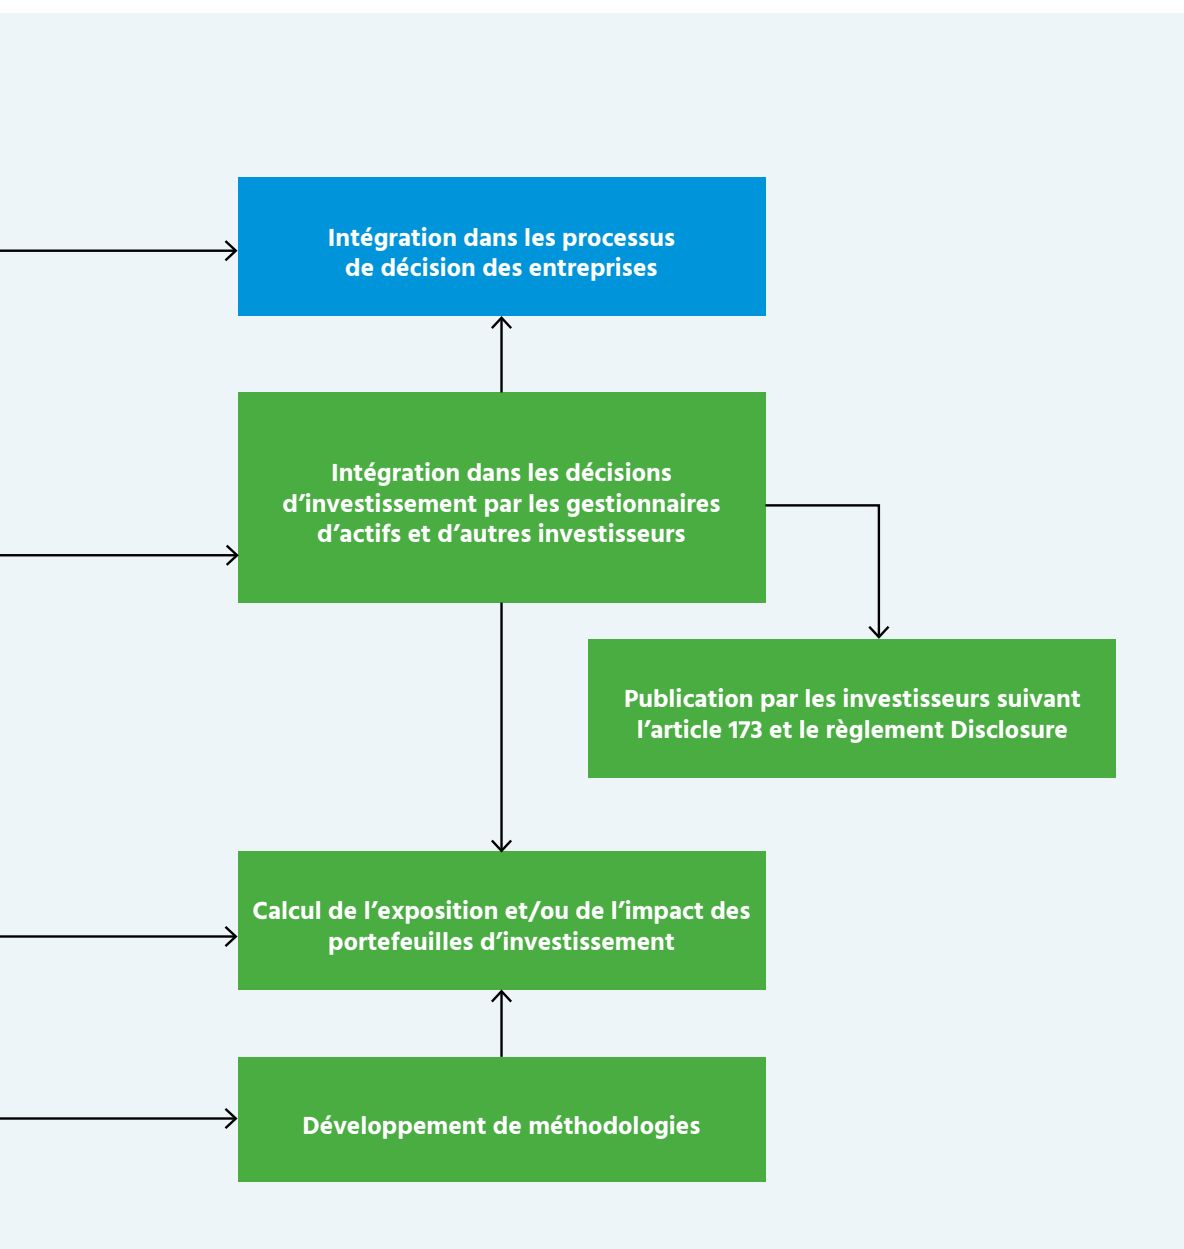 Intégration dans les processus
de décision des entreprises
Intégration dans les décisions
d’investissement par les gestionnaires
d’actifs et d’autres investisseurs
Publication par les investisseurs suivant
l’article 173 et le règlement Disclosure
Calcul de l’exposition et/ou de l’impact des
portefeuilles d’investissement
Développement de méthodologies